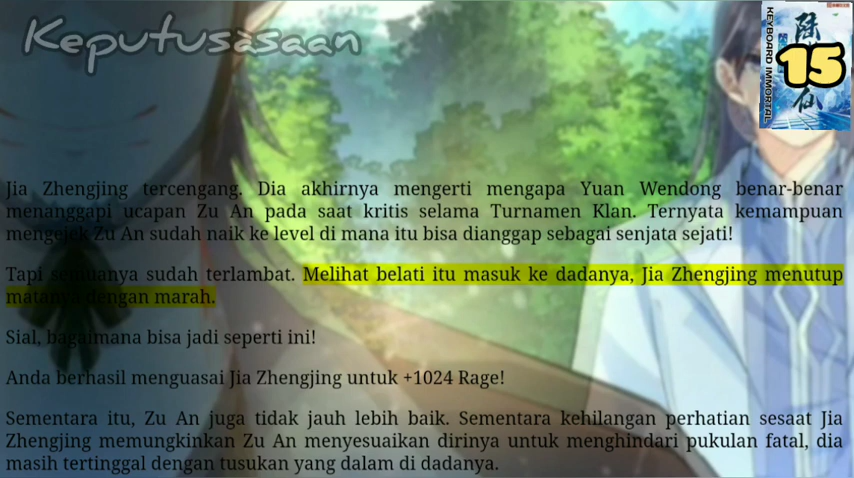 Keputusasaan
陆
仙
KEYBOARD IMMORTAL
15
Jia Zhengjing tercengang. Dia akhirnya mengerti mengapa Yuan Wendong benar-benar
menanggapi ucapan Zu An pada saat kritis selama Turnamen Klan. Ternyata kemampuan
mengejek Zu An sudah naik ke level di mana itu bisa dianggap sebagai senjata sejati!
Tapi semuanya sudah terlambat. Melihat belati itu masuk ke dadanya, Jia Zhengjing menutup
matanya dengan marah.
Sial, bagaimana bisa jadi seperti ini!
Anda berhasil menguasai Jia Zhengjing untuk +1024 Rage!
Sementara itu, Zu An juga tidak jauh lebih baik. Sementara kehilangan perhatian sesaat Jia
Zhengjing memungkinkan Zu An menyesuaikan dirinya untuk menghindari pukulan fatal, dia
masih tertinggal dengan tusukan yang dalam di dadanya.